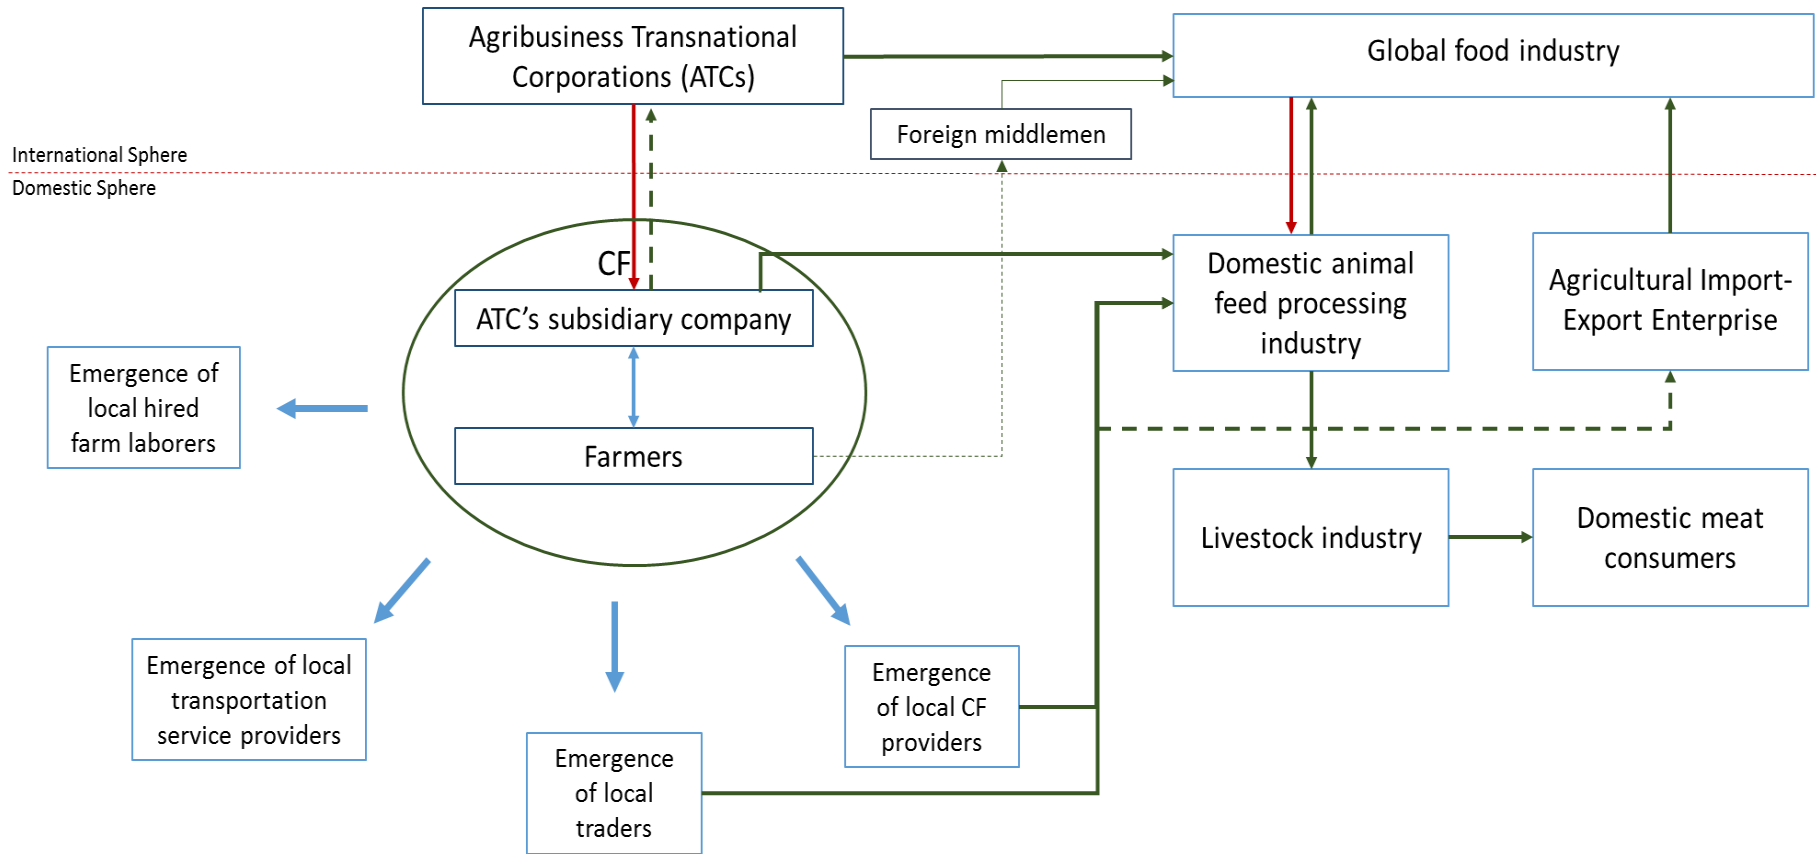 Agribusiness Transnational
Corporations (ATCs)
Global food industry
Foreign middlemen
International Sphere
Domestic Sphere
CF
ATC's subsidiary company
Farmers
Domestic animal
feed processing
industry
Agricultural Import-
Export Enterprise
Emergence of
local hired
farm laborers
Livestock industry
Domestic meat
consumers
Emergence of local
transportation
service providers
Emergence
of local
traders
Emergence
of local CF
providers